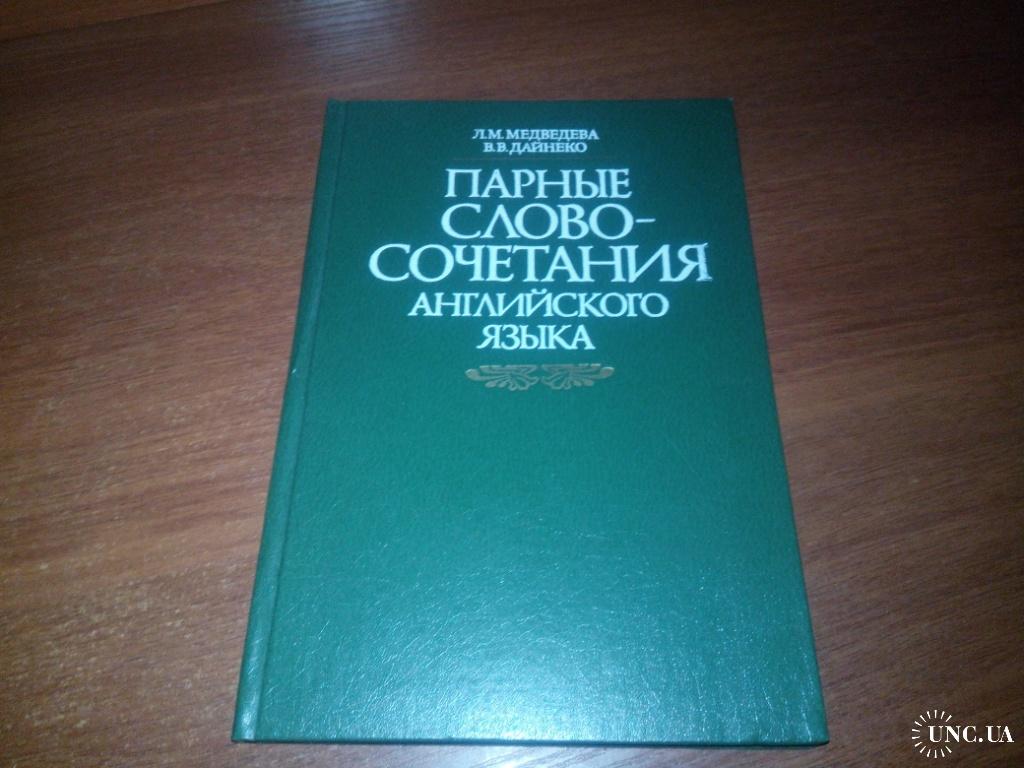 Л.М. МЕДВЕДЕВА
В.В. ДАЙНЕКО
ПАРНЫЕ
СЛОВО-
СОЧЕТАНИЯ
АНГЛИЙСКОГО
ЯЗЫКА
UNC.UA